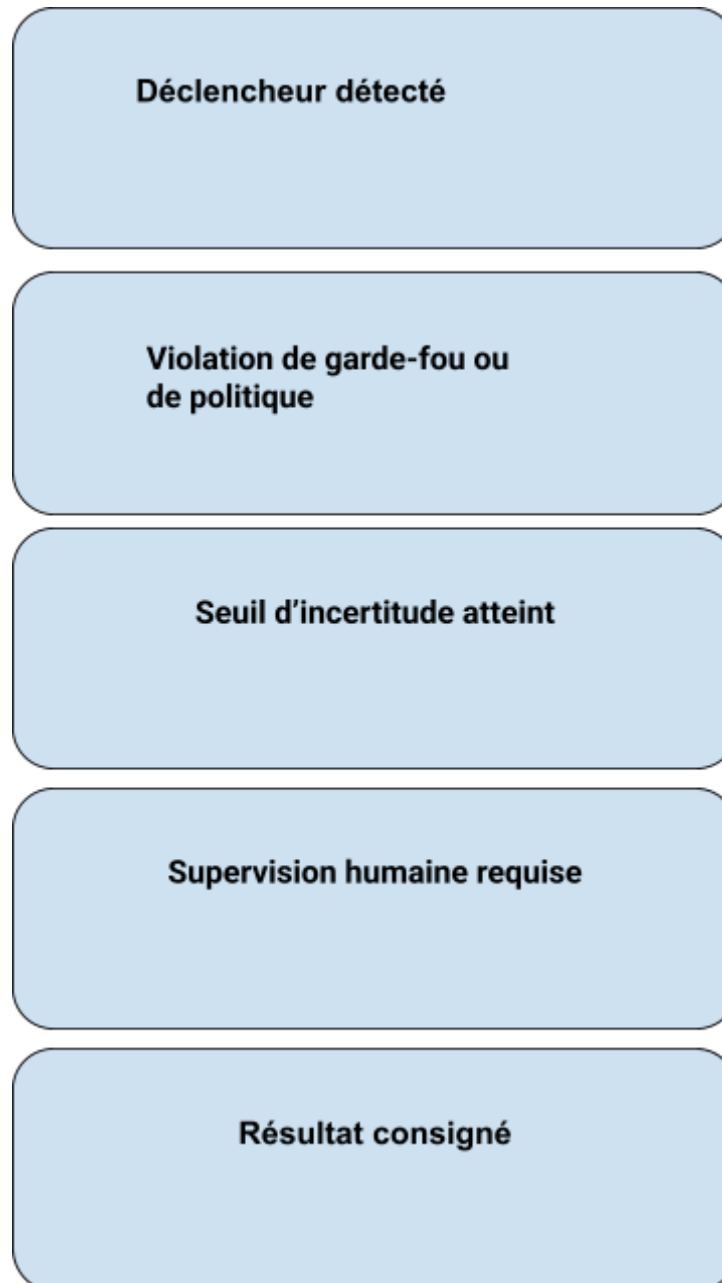 Déclencheur détecté
Violation de garde-fou ou
de politique
Seuil d’incertitude atteint
Supervision humaine requise
Résultat consigné